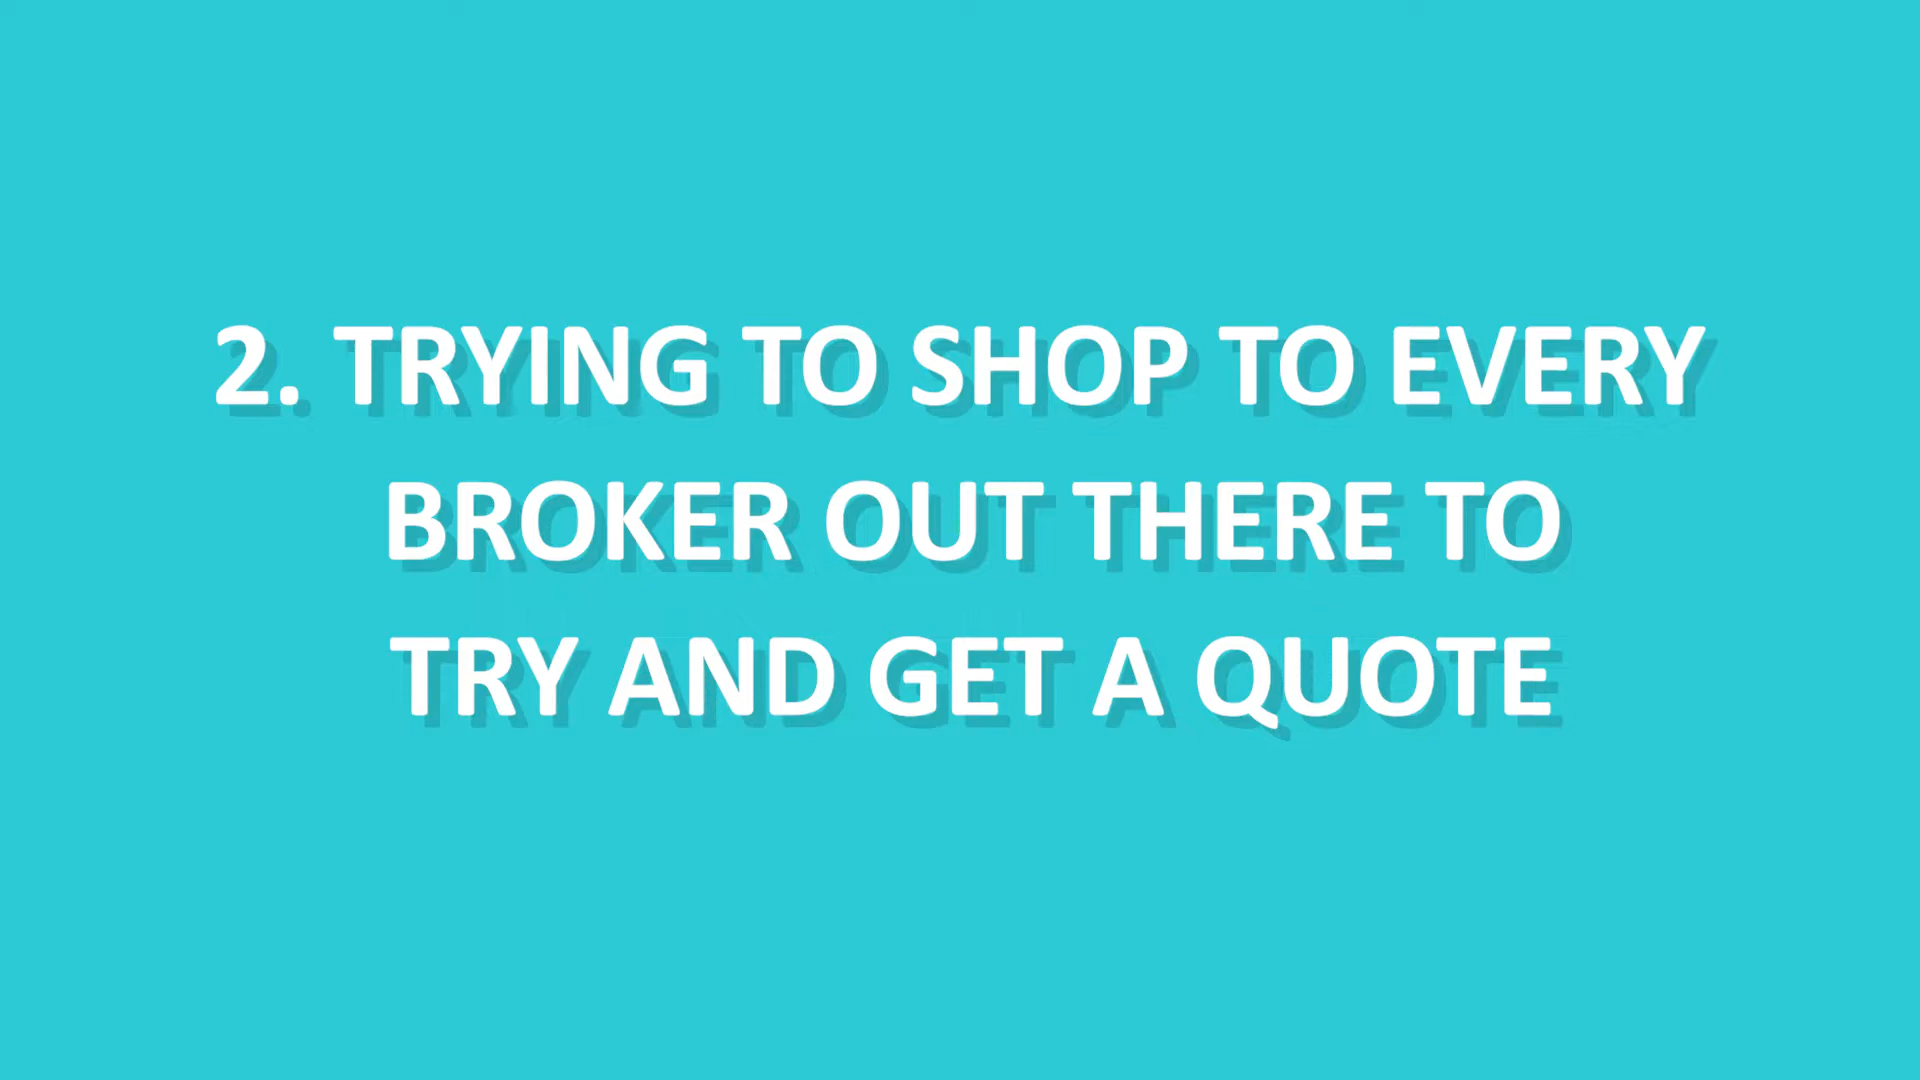 2. TRYING TO SHOP TO EVERY
BROKER OUT THERE TO
TRY AND GET A QUOTE